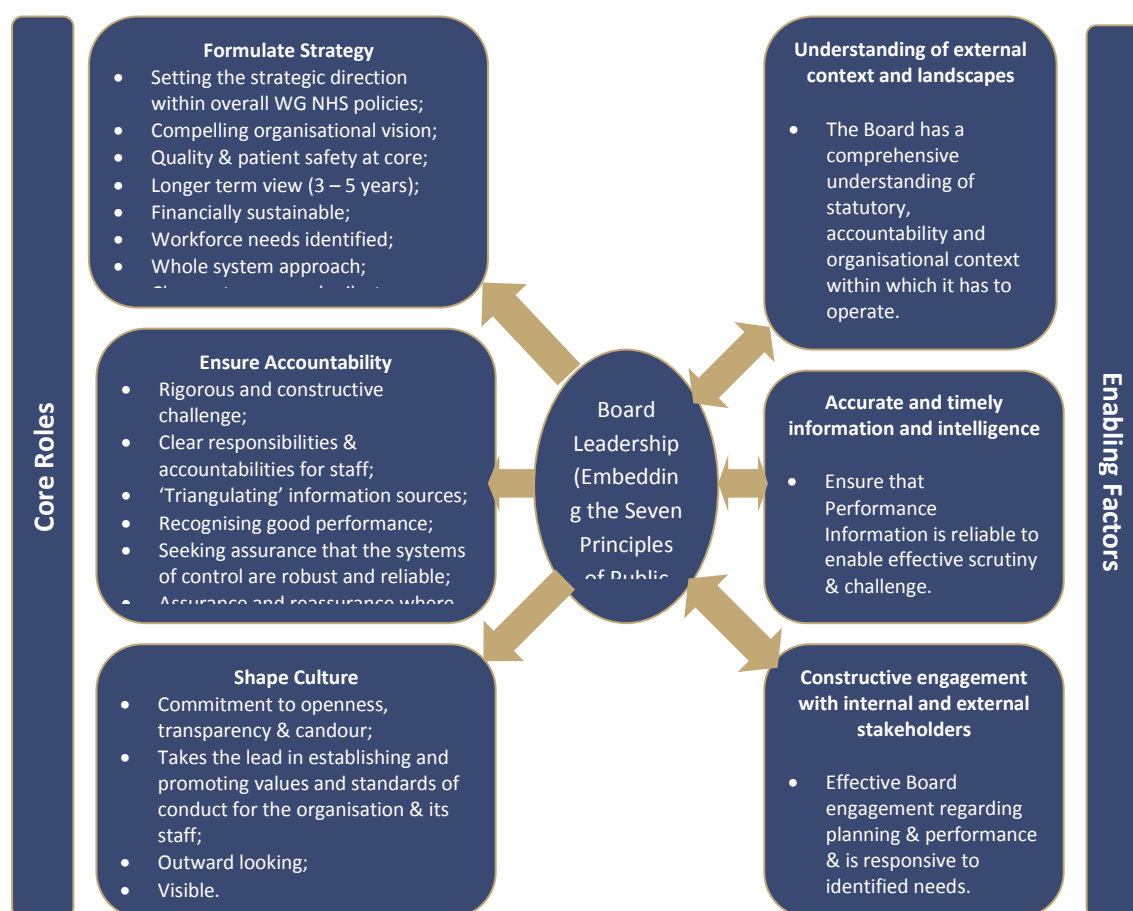 Core Roles
Formulate Strategy
• Setting the strategic direction
within overall WG NHS policies;
• Compelling organisational vision;
• Quality & patient safety at core;
• Longer term view (3 – 5 years);
• Financially sustainable;
• Workforce needs identified;
• Whole system approach;
Ensure Accountability
• Rigorous and constructive
challenge;
• Clear responsibilities &
accountabilities for staff;
• ‘Triangulating’ information sources;
• Recognising good performance;
• Seeking assurance that the systems
of control are robust and reliable;
• Assurance and reassurance where
Shape Culture
• Commitment to openness,
transparency & candour;
• Takes the lead in establishing and
promoting values and standards of
conduct for the organisation & its
staff;
• Outward looking;
• Visible.
Board
Leadership
(Embeddin
g the Seven
Principles
of Public
Understanding of external
context and landscapes
• The Board has a
comprehensive
understanding of
statutory,
accountability and
organisational context
within which it has to
operate.
Accurate and timely
information and intelligence
• Ensure that
Performance
Information is reliable to
enable effective scrutiny
& challenge.
Constructive engagement
with internal and external
stakeholders
• Effective Board
engagement regarding
planning & performance
& is responsive to
identified needs.
Enabling Factors